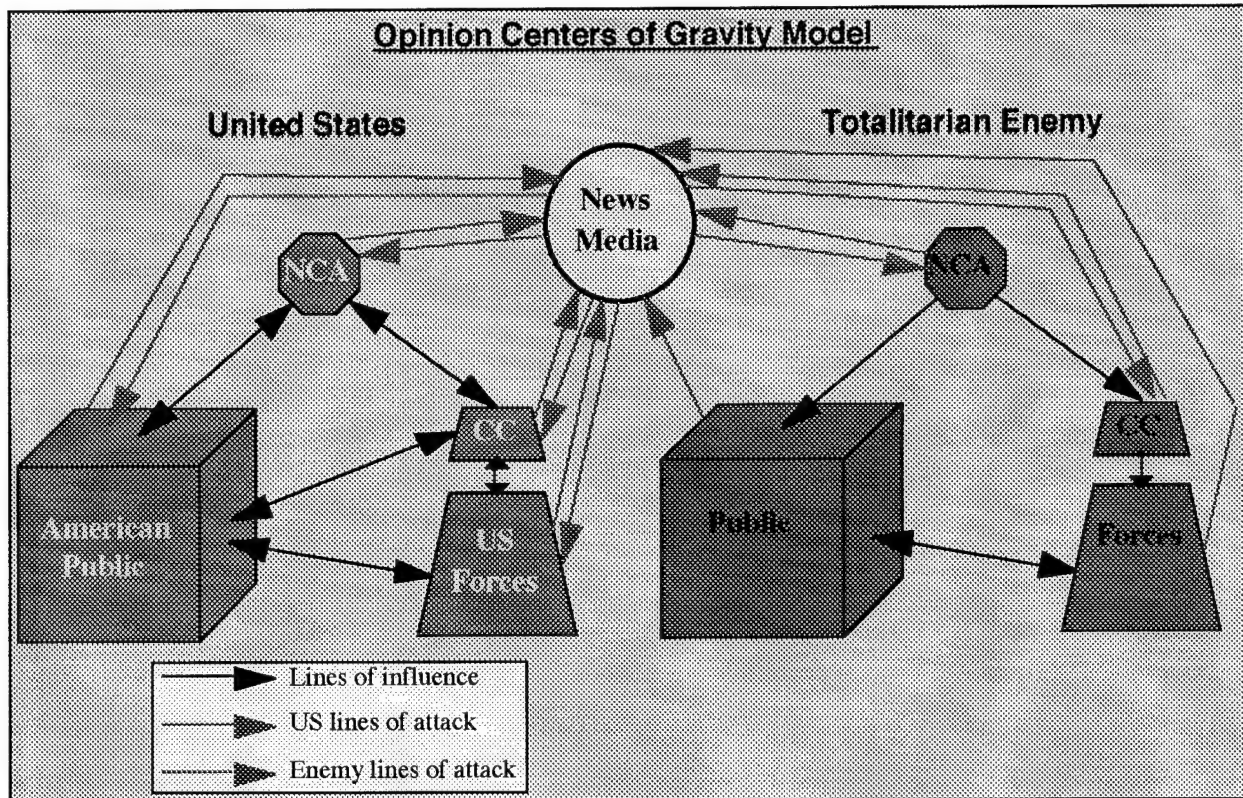 Opinion Centers of Gravity Model
United States
Totalitarian Enemy
News
Media
NCA
NCA
CC
CC
American
Public
US
Forces
Public
Forces
Lines of influence
US lines of attack
Enemy lines of attack